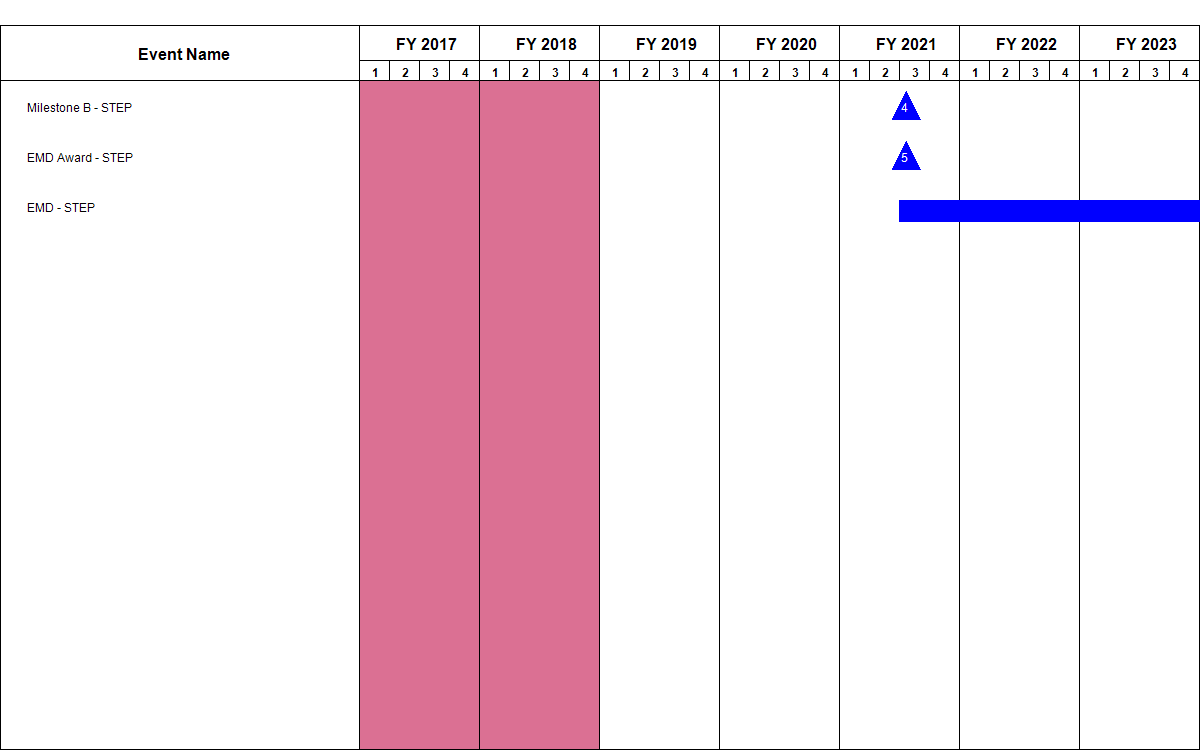 Event Name FY 2017 FY 2018 FY 2019 FY 2020 FY 2021 FY 2022 FY 2023
1 2 3 4 1 2 3 4 1 2 3 4 1 2 3 4 1 2 3 4 1 2 3 4 1 2 3 4
Milestone B - STEP 4
EMD Award - STEP 5
EMD - STEP